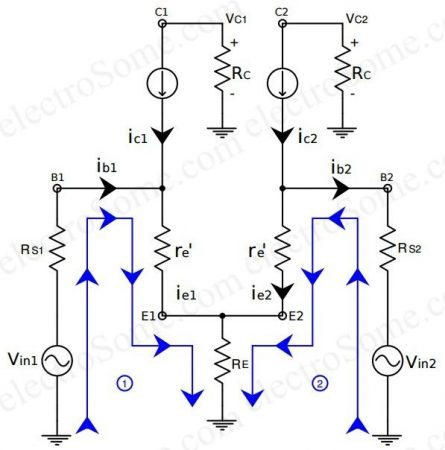 C1 VC1 C2 VC2
+ +
RC RC
- -
ic1 ic2
B1 ib1 ib2 B2
RS1 re' re' RS2
ie1 ie2
E1 E2
Vin1 RE Vin2
1 2
electroSome.com